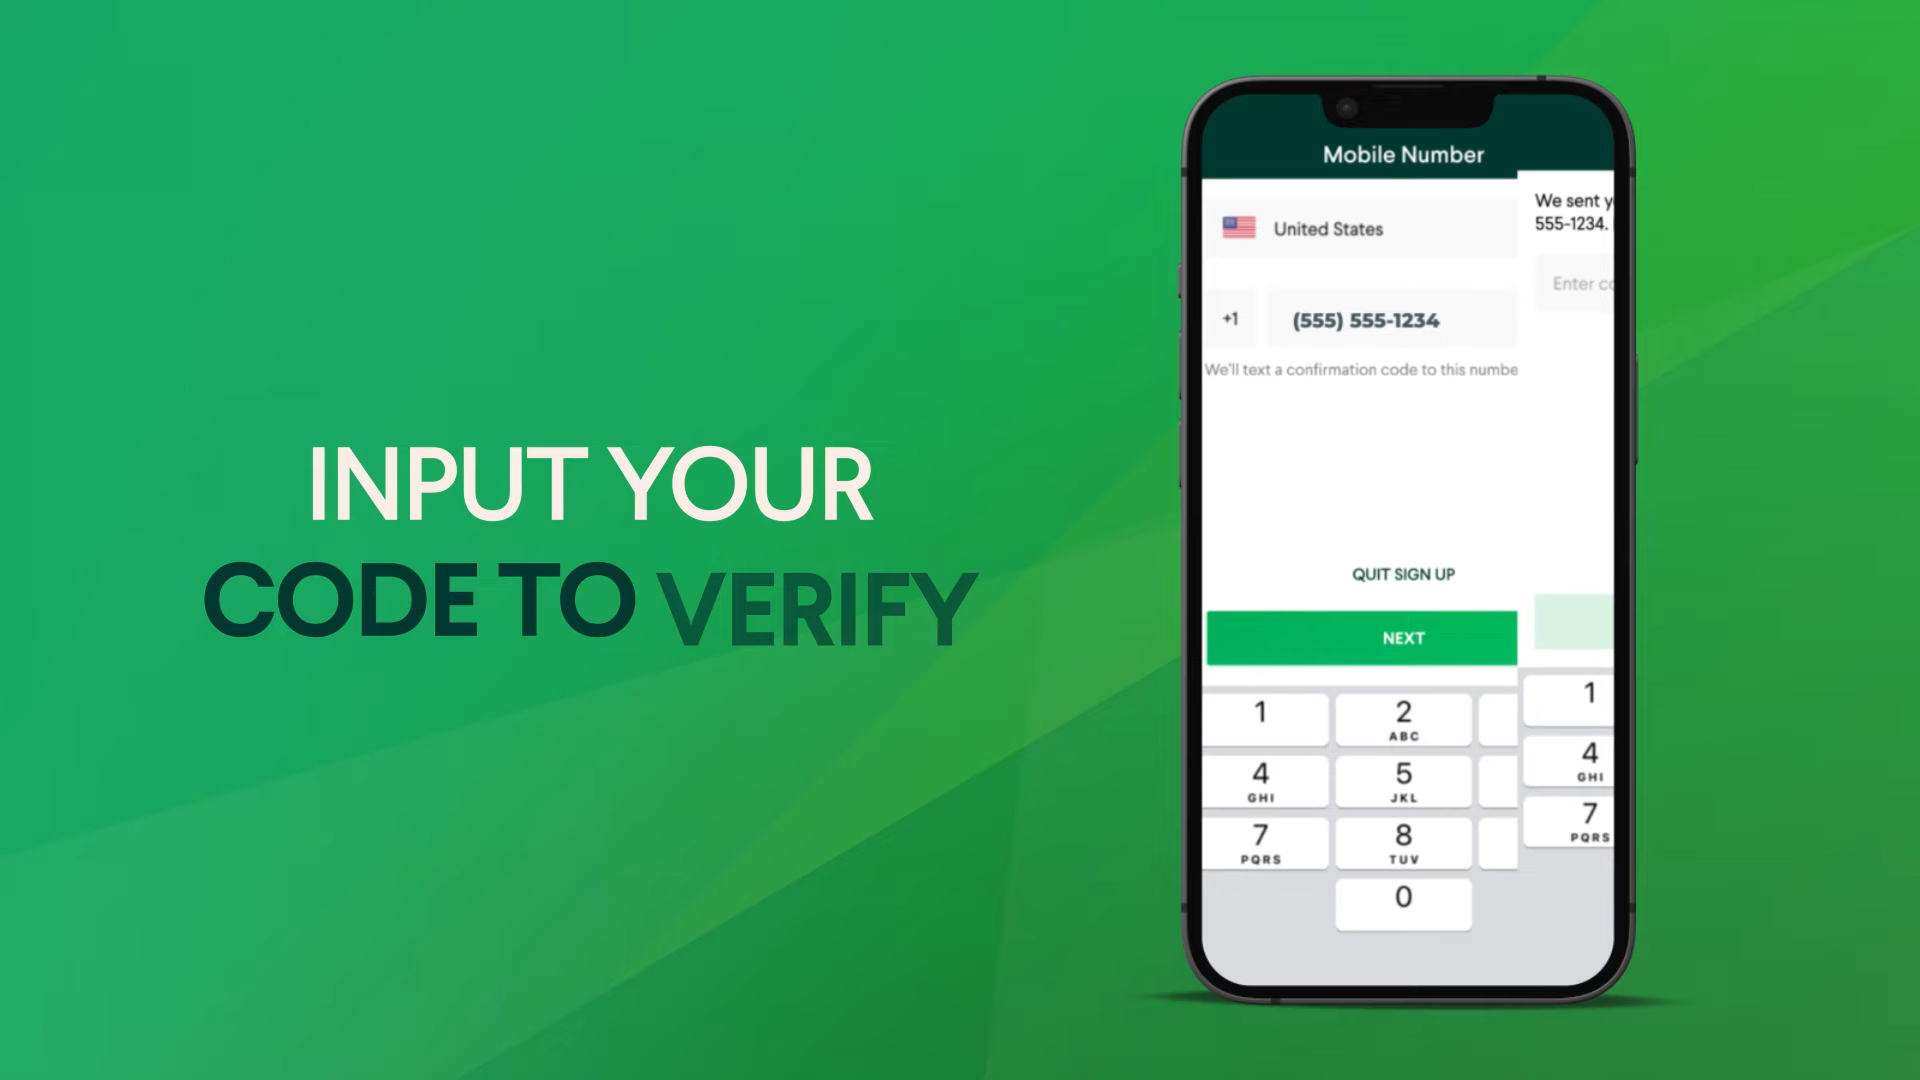 INPUT YOUR
CODE TO VERIFY
Mobile Number
United States
+1
(555) 555-1234
We'll text a confirmation code to this
QUIT SIGN UP
NEXT
1
2
ABC
4
GHI
5
JKL
7
PQRS
8
TUV
0
We sent
555-1234.
Enter
1
4
GHI
7
PQRS